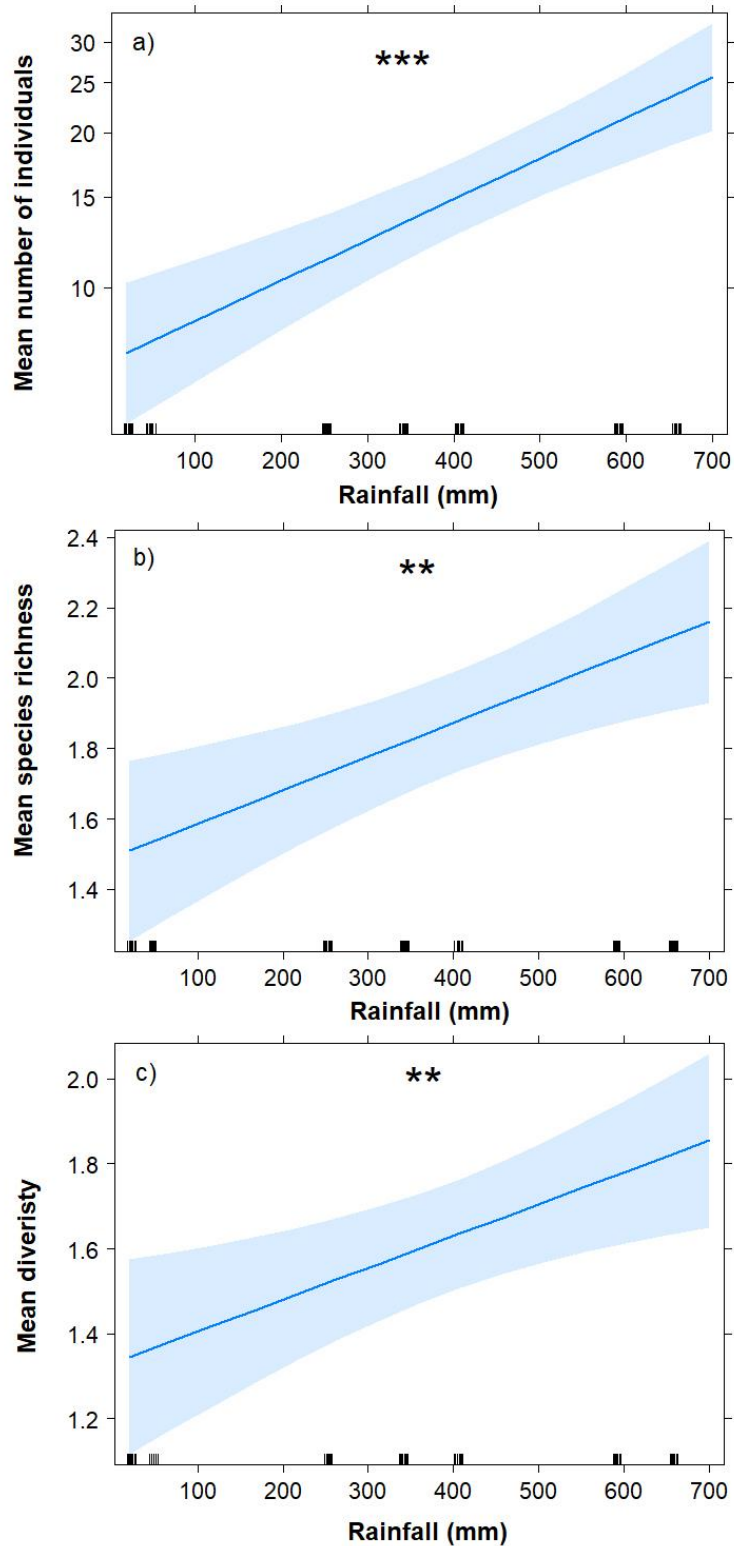 a)
***
Mean number of individuals
30
25
20
15
10
100 200 300 400 500 600 700
Rainfall (mm)
b)
**
Mean species richness
2.4
2.2
2.0
1.8
1.6
1.4
100 200 300 400 500 600 700
Rainfall (mm)
c)
**
Mean diveristy
2.0
1.8
1.6
1.4
1.2
100 200 300 400 500 600 700
Rainfall (mm)